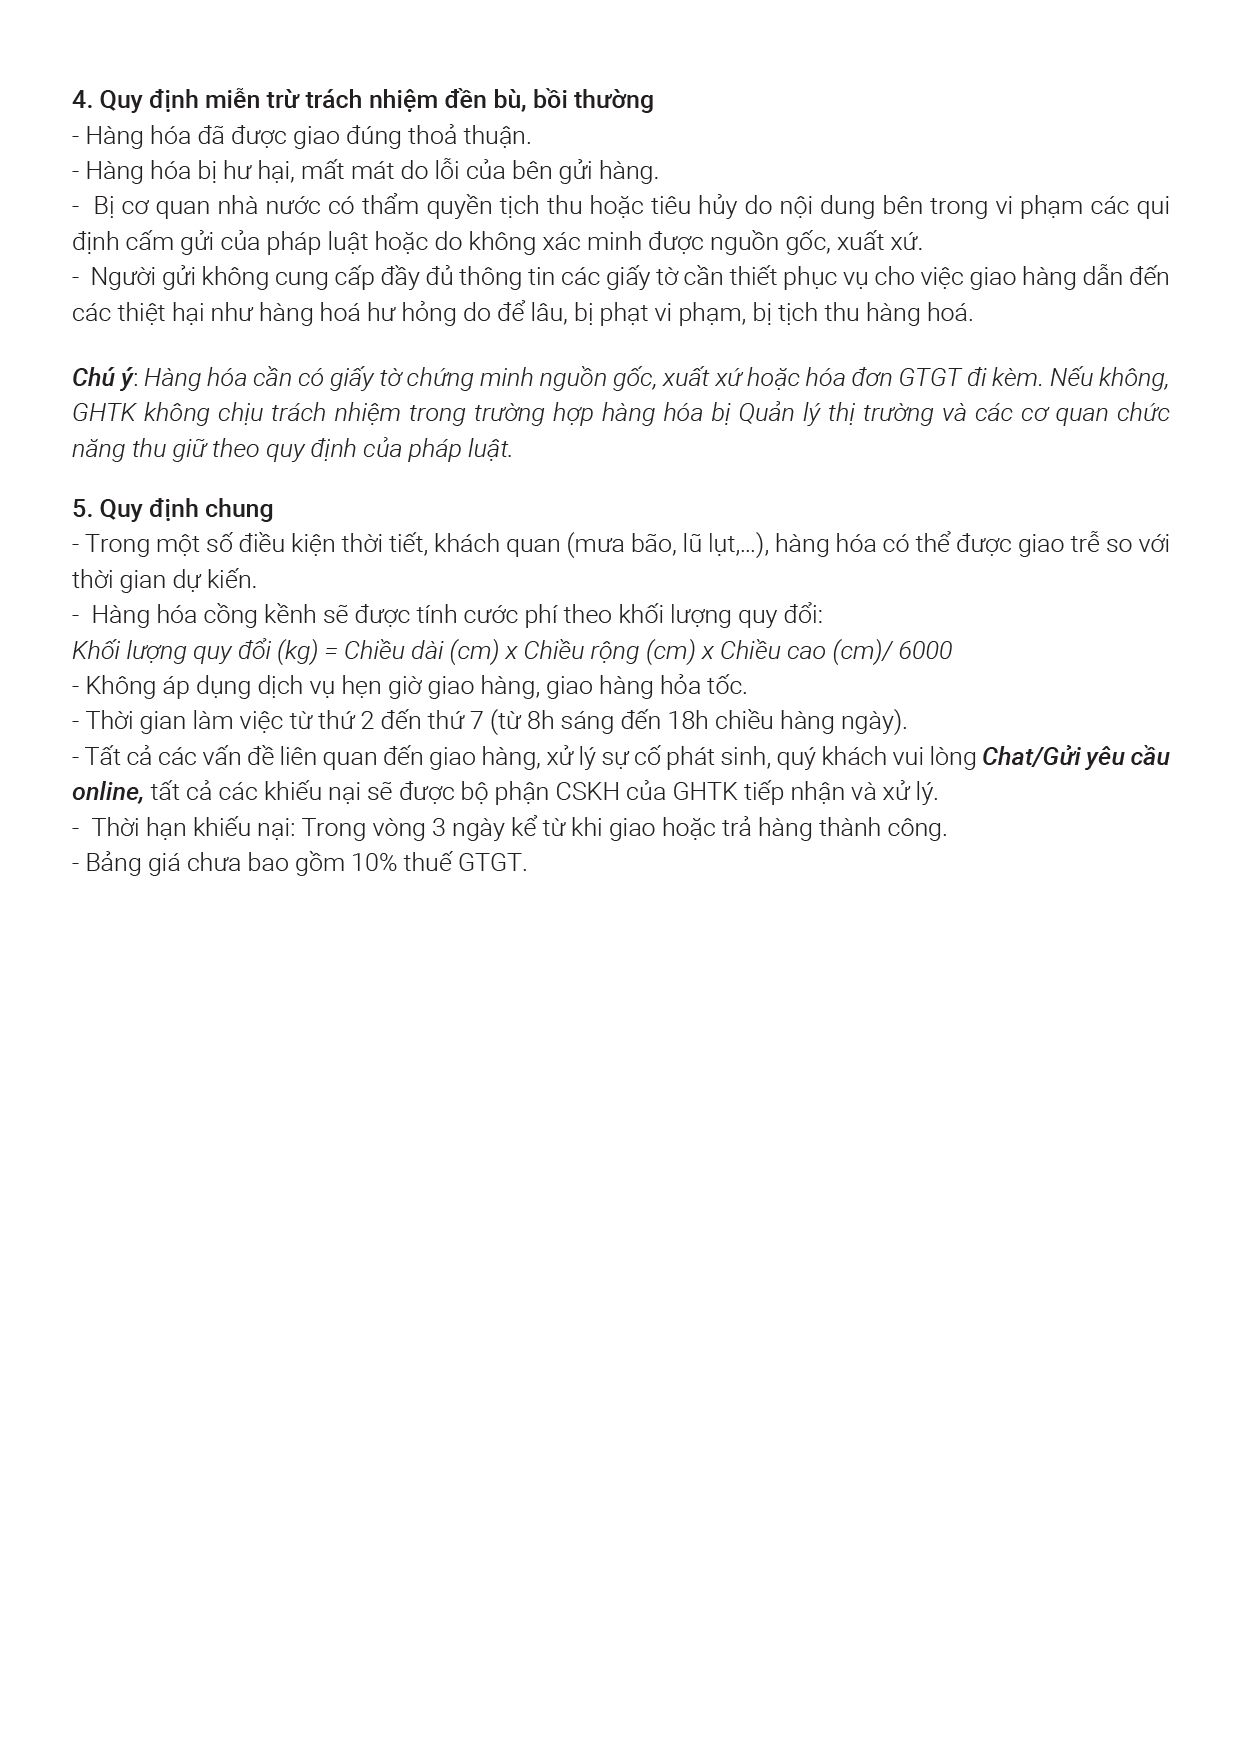 4. Quy định miễn trừ trách nhiệm đền bù, bồi thường
- Hàng hóa đã được giao đúng thoả thuận.
- Hàng hóa bị hư hại, mất mát do lỗi của bên gửi hàng.
- Bị cơ quan nhà nước có thẩm quyền tịch thu hoặc tiêu hủy do nội dung bên trong vi phạm các qui
định cấm gửi của pháp luật hoặc do không xác minh được nguồn gốc, xuất xứ.
- Người gửi không cung cấp đầy đủ thông tin các giấy tờ cần thiết phục vụ cho việc giao hàng dẫn đến
các thiệt hại như hàng hoá hư hỏng do để lâu, bị phạt vi phạm, bị tịch thu hàng hoá.
Chú ý: Hàng hóa cần có giấy tờ chứng minh nguồn gốc, xuất xứ hoặc hóa đơn GTGT đi kèm. Nếu không,
GHTK không chịu trách nhiệm trong trường hợp hàng hóa bị Quản lý thị trường và các cơ quan chức
năng thu giữ theo quy định của pháp luật.
5. Quy định chung
- Trong một số điều kiện thời tiết, khách quan (mưa bão, lũ lụt,...), hàng hóa có thể được giao trễ so với
thời gian dự kiến.
- Hàng hóa cồng kềnh sẽ được tính cước phí theo khối lượng quy đổi:
Khối lượng quy đổi (kg) = Chiều dài (cm) x Chiều rộng (cm) x Chiều cao (cm)/ 6000
- Không áp dụng dịch vụ hẹn giờ giao hàng, giao hàng hỏa tốc.
- Thời gian làm việc từ thứ 2 đến thứ 7 (từ 8h sáng đến 18h chiều hàng ngày).
- Tất cả các vấn đề liên quan đến giao hàng, xử lý sự cố phát sinh, quý khách vui lòng Chat/Gửi yêu cầu
online, tất cả các khiếu nại sẽ được bộ phận CSKH của GHTK tiếp nhận và xử lý.
- Thời hạn khiếu nại: Trong vòng 3 ngày kể từ khi giao hoặc trả hàng thành công.
- Bảng giá chưa bao gồm 10% thuế GTGT.